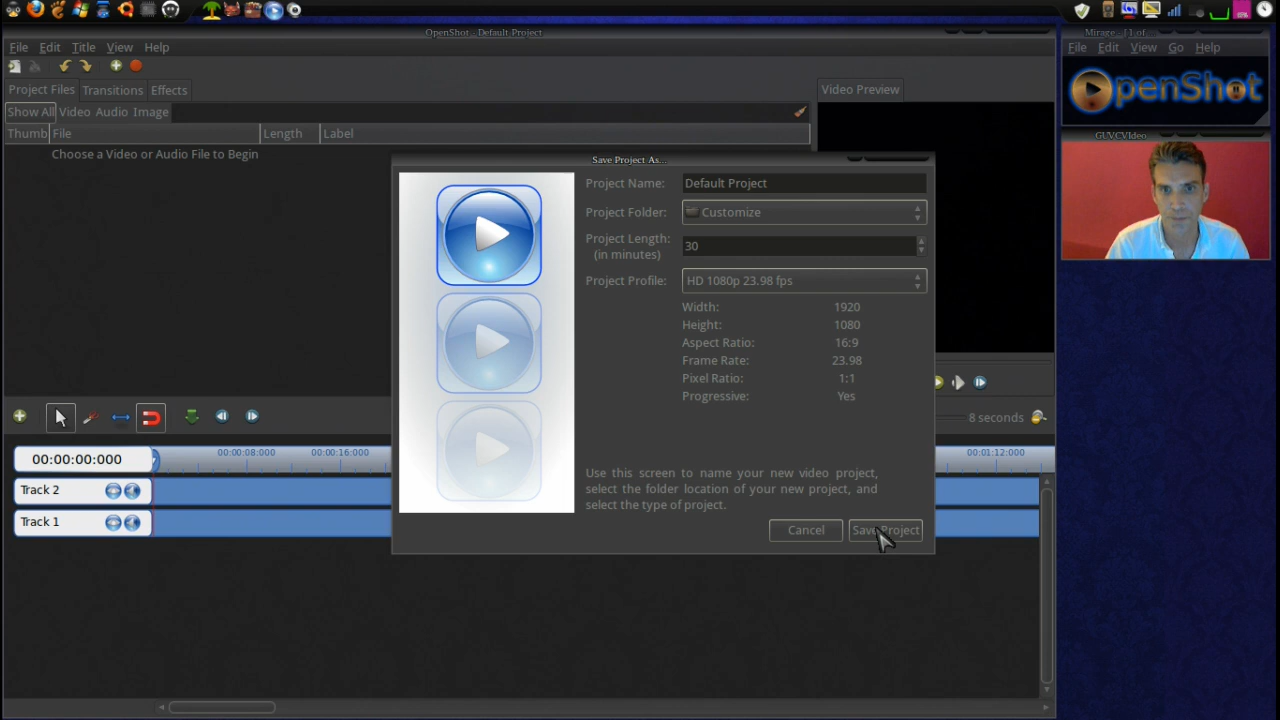 OpenShot - Default Project
File Edit Title View Help
Project Files Transitions Effects
Show All Video Audio Image
Thumb File Length Label
Choose a Video or Audio File to Begin
Video Preview
Mirage - [1 of
File Edit View Go Help
OpenShot
GUVCVideo
Save Project As...
Project Name: Default Project
Project Folder: Customize
Project Length: 30
(in minutes)
Project Profile: HD 1080p 23.98 fps
Width: 1920
Height: 1080
Aspect Ratio: 16:9
Frame Rate: 23.98
Pixel Ratio: 1:1
Progressive: Yes
Use this screen to name your new video project,
select the folder location of your new project, and
select the type of project.
Cancel Save Project
8 seconds
00:00:00:000 00:00:08:000 00:00:16:000 00:01:12:000
Track 2
Track 1